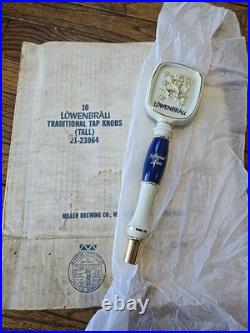 10
LÖWENBRÄU
TRADITIONAL TAP KNOBS
(TALL)
21-23064
MILLER BREWING CO., M
LÖWENBRÄU